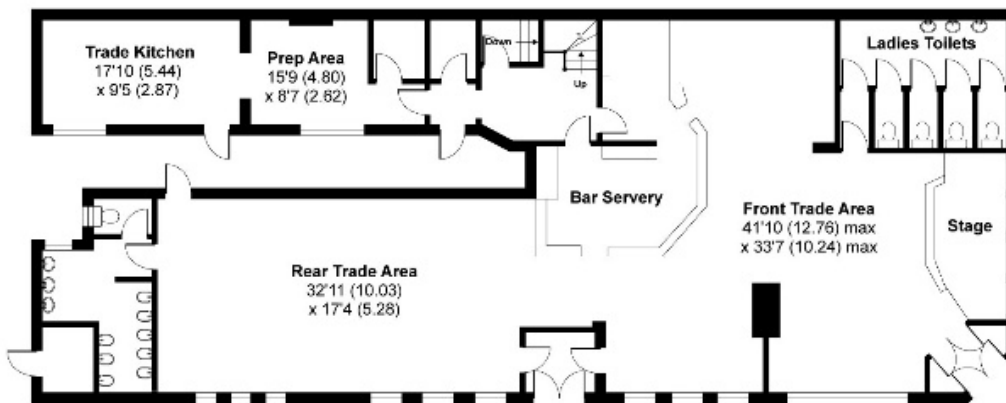 Trade Kitchen
17'10 (5.44)
x 9'5 (2.87)
Prep Area
15'9 (4.80)
x 8'7 (2.62)
Down
Up
Ladies Toilets
Bar Servery
Front Trade Area
41'10 (12.76) max
x 33'7 (10.24) max
Stage
Rear Trade Area
32'11 (10.03)
x 17'4 (5.28)